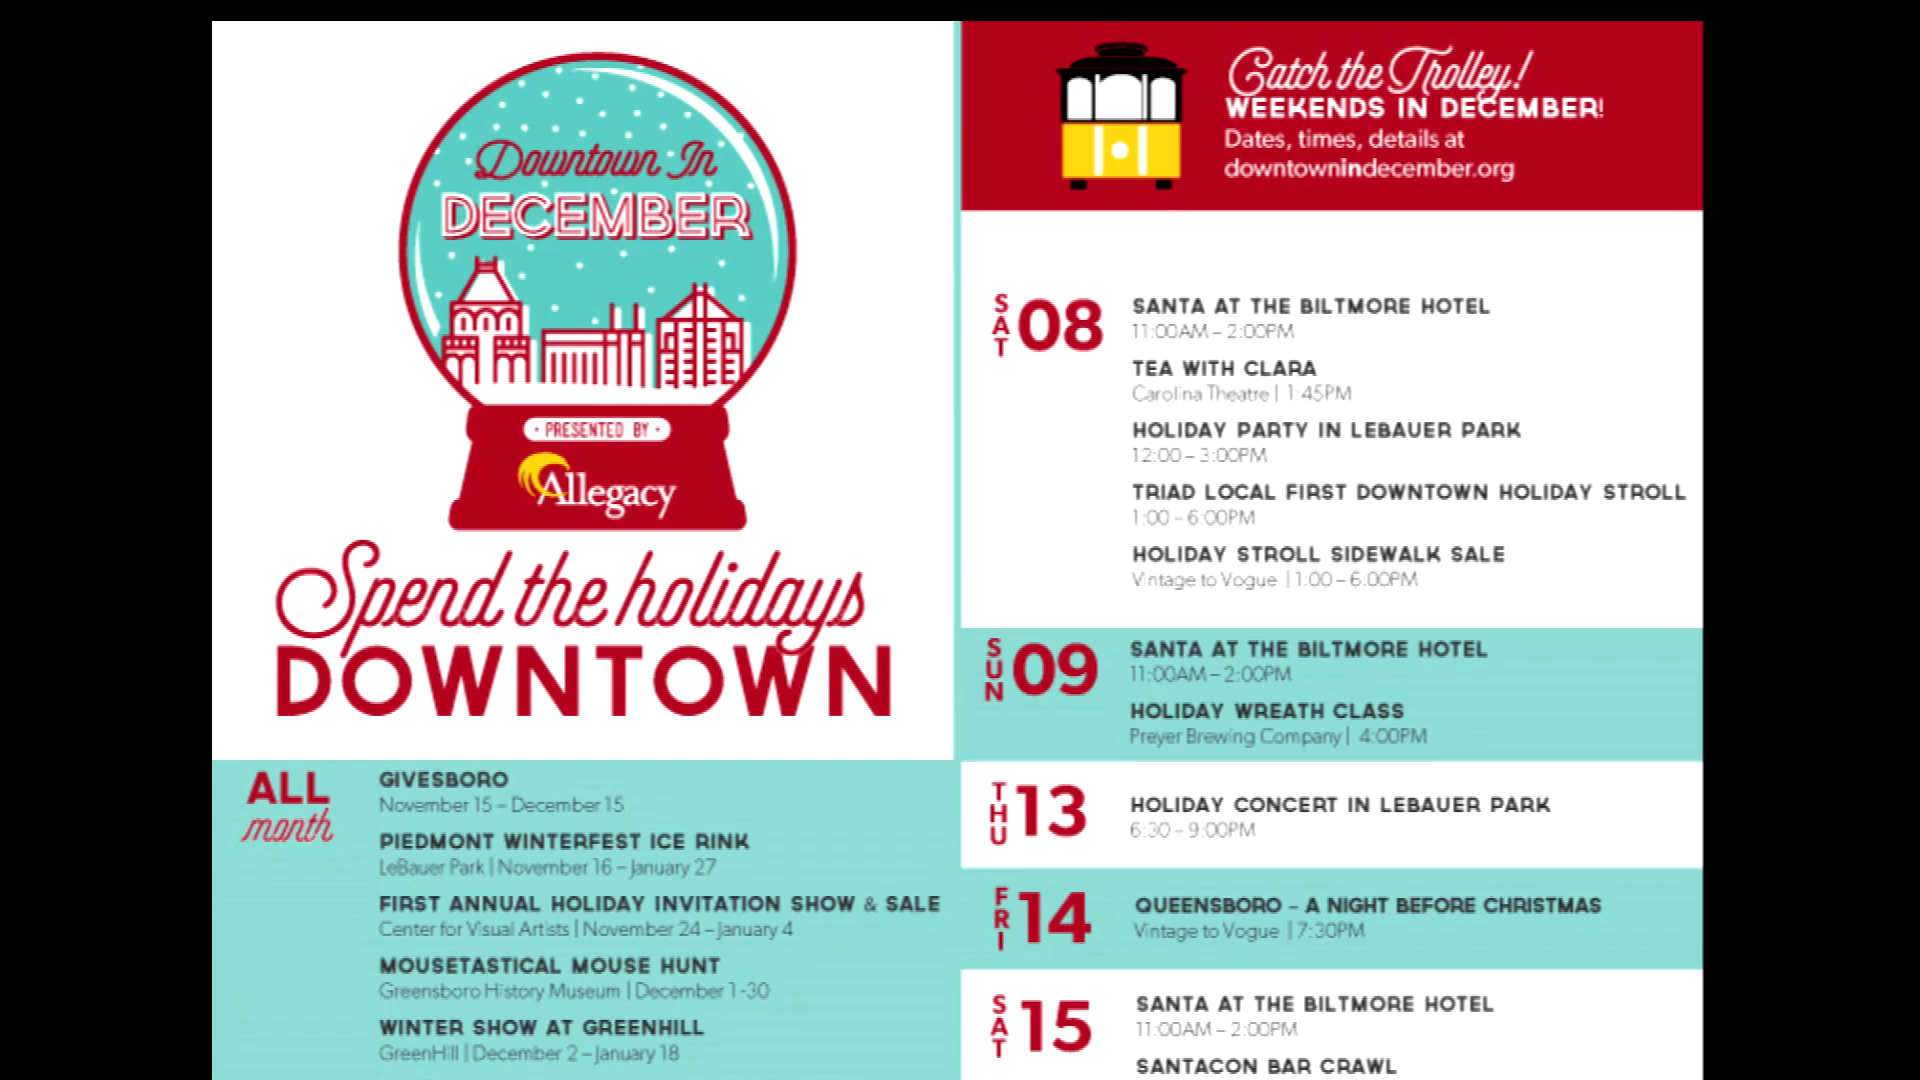 Downtown In
DECEMBER
• PRESENTED BY •
Allegacy
Spend the holidays
DOWNTOWN
ALL
month
GIVESBORO
November 15 – December 15
PIEDMONT WINTERFEST ICE RINK
LeBauer Park | November 16 – January 27
FIRST ANNUAL HOLIDAY INVITATION SHOW & SALE
Center for Visual Artists | November 24 – January 4
MOUSETASTICAL MOUSE HUNT
Greensboro History Museum | December 1 -30
WINTER SHOW AT GREENHILL
GreenHill | December 2 – January 18
Catch the Trolley!
WEEKENDS IN DECEMBER!
Dates, times, details at
downtownindecember.org
SAT 08
SANTA AT THE BILTMORE HOTEL
11:00AM – 2:00PM
TEA WITH CLARA
Carolina Theatre | 1:45PM
HOLIDAY PARTY IN LEBAUER PARK
12:00 – 3:00PM
TRIAD LOCAL FIRST DOWNTOWN HOLIDAY STROLL
1:00 – 6:00PM
HOLIDAY STROLL SIDEWALK SALE
Vintage to Vogue | 1:00 – 6:00PM
SUN 09
SANTA AT THE BILTMORE HOTEL
11:00AM – 2:00PM
HOLIDAY WREATH CLASS
Preyer Brewing Company | 4:00PM
THU 13
HOLIDAY CONCERT IN LEBAUER PARK
6:30 – 9:00PM
FRI 14
QUEENSBORO – A NIGHT BEFORE CHRISTMAS
Vintage to Vogue | 7:30PM
SAT 15
SANTA AT THE BILTMORE HOTEL
11:00AM – 2:00PM
SANTACON BAR CRAWL